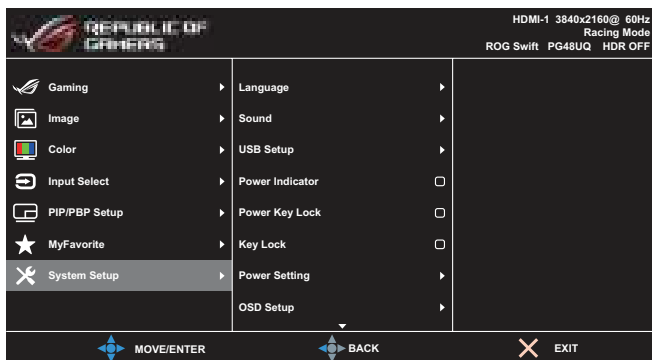 REPUBLIC OF
GAMERS
HDMI-1 3840x2160@ 60Hz
Racing Mode
ROG Swift PG48UQ HDR OFF
Gaming
Image
Color
Input Select
PIP/PBP Setup
MyFavorite
System Setup
Language
Sound
USB Setup
Power Indicator
Power Key Lock
Key Lock
Power Setting
OSD Setup
MOVE/ENTER
BACK
EXIT